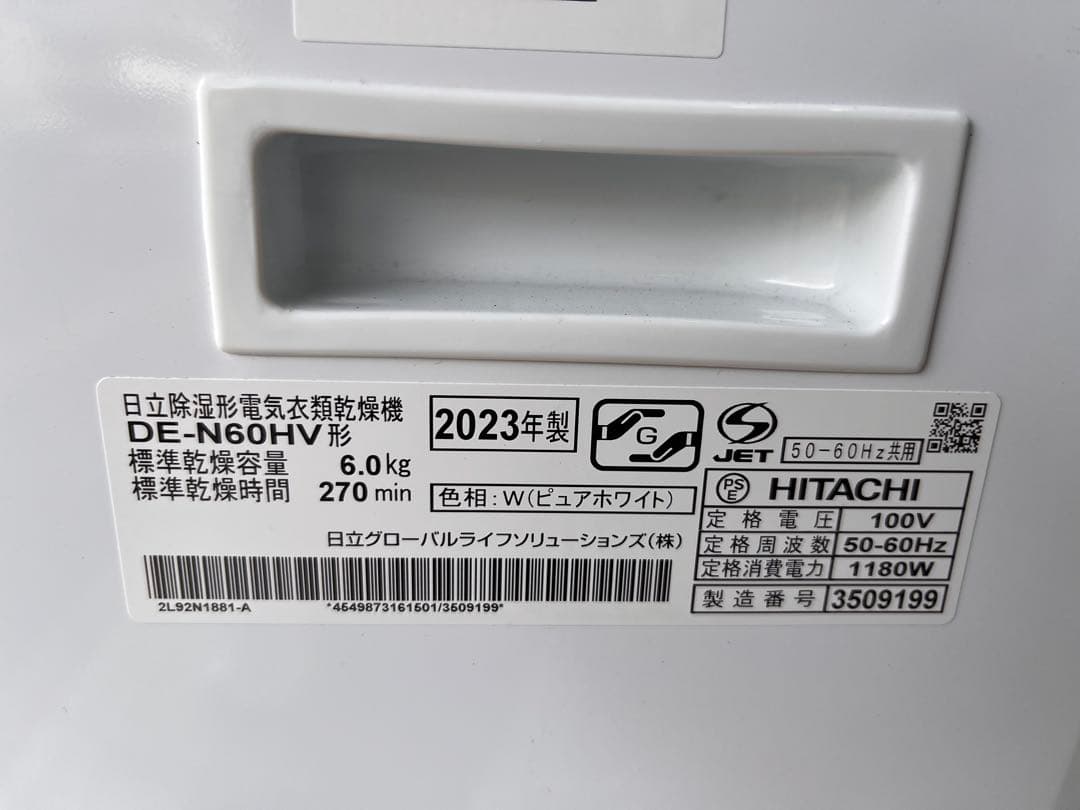 日立除湿形電気衣類乾燥機
DE-N60HV形
標準乾燥容量 6.0kg
標準乾燥時間 270min
2023年製
G
JET
50-60Hz共用
色相:W(ピュアホワイト)
日立グローバルライフソリューションズ(株)
2L92N1881-A
*4549873161501/3509199*
PSE HITACHI
定格電圧 100V
定格周波数 50-60Hz
定格消費電力 1180W
製造番号 3509199